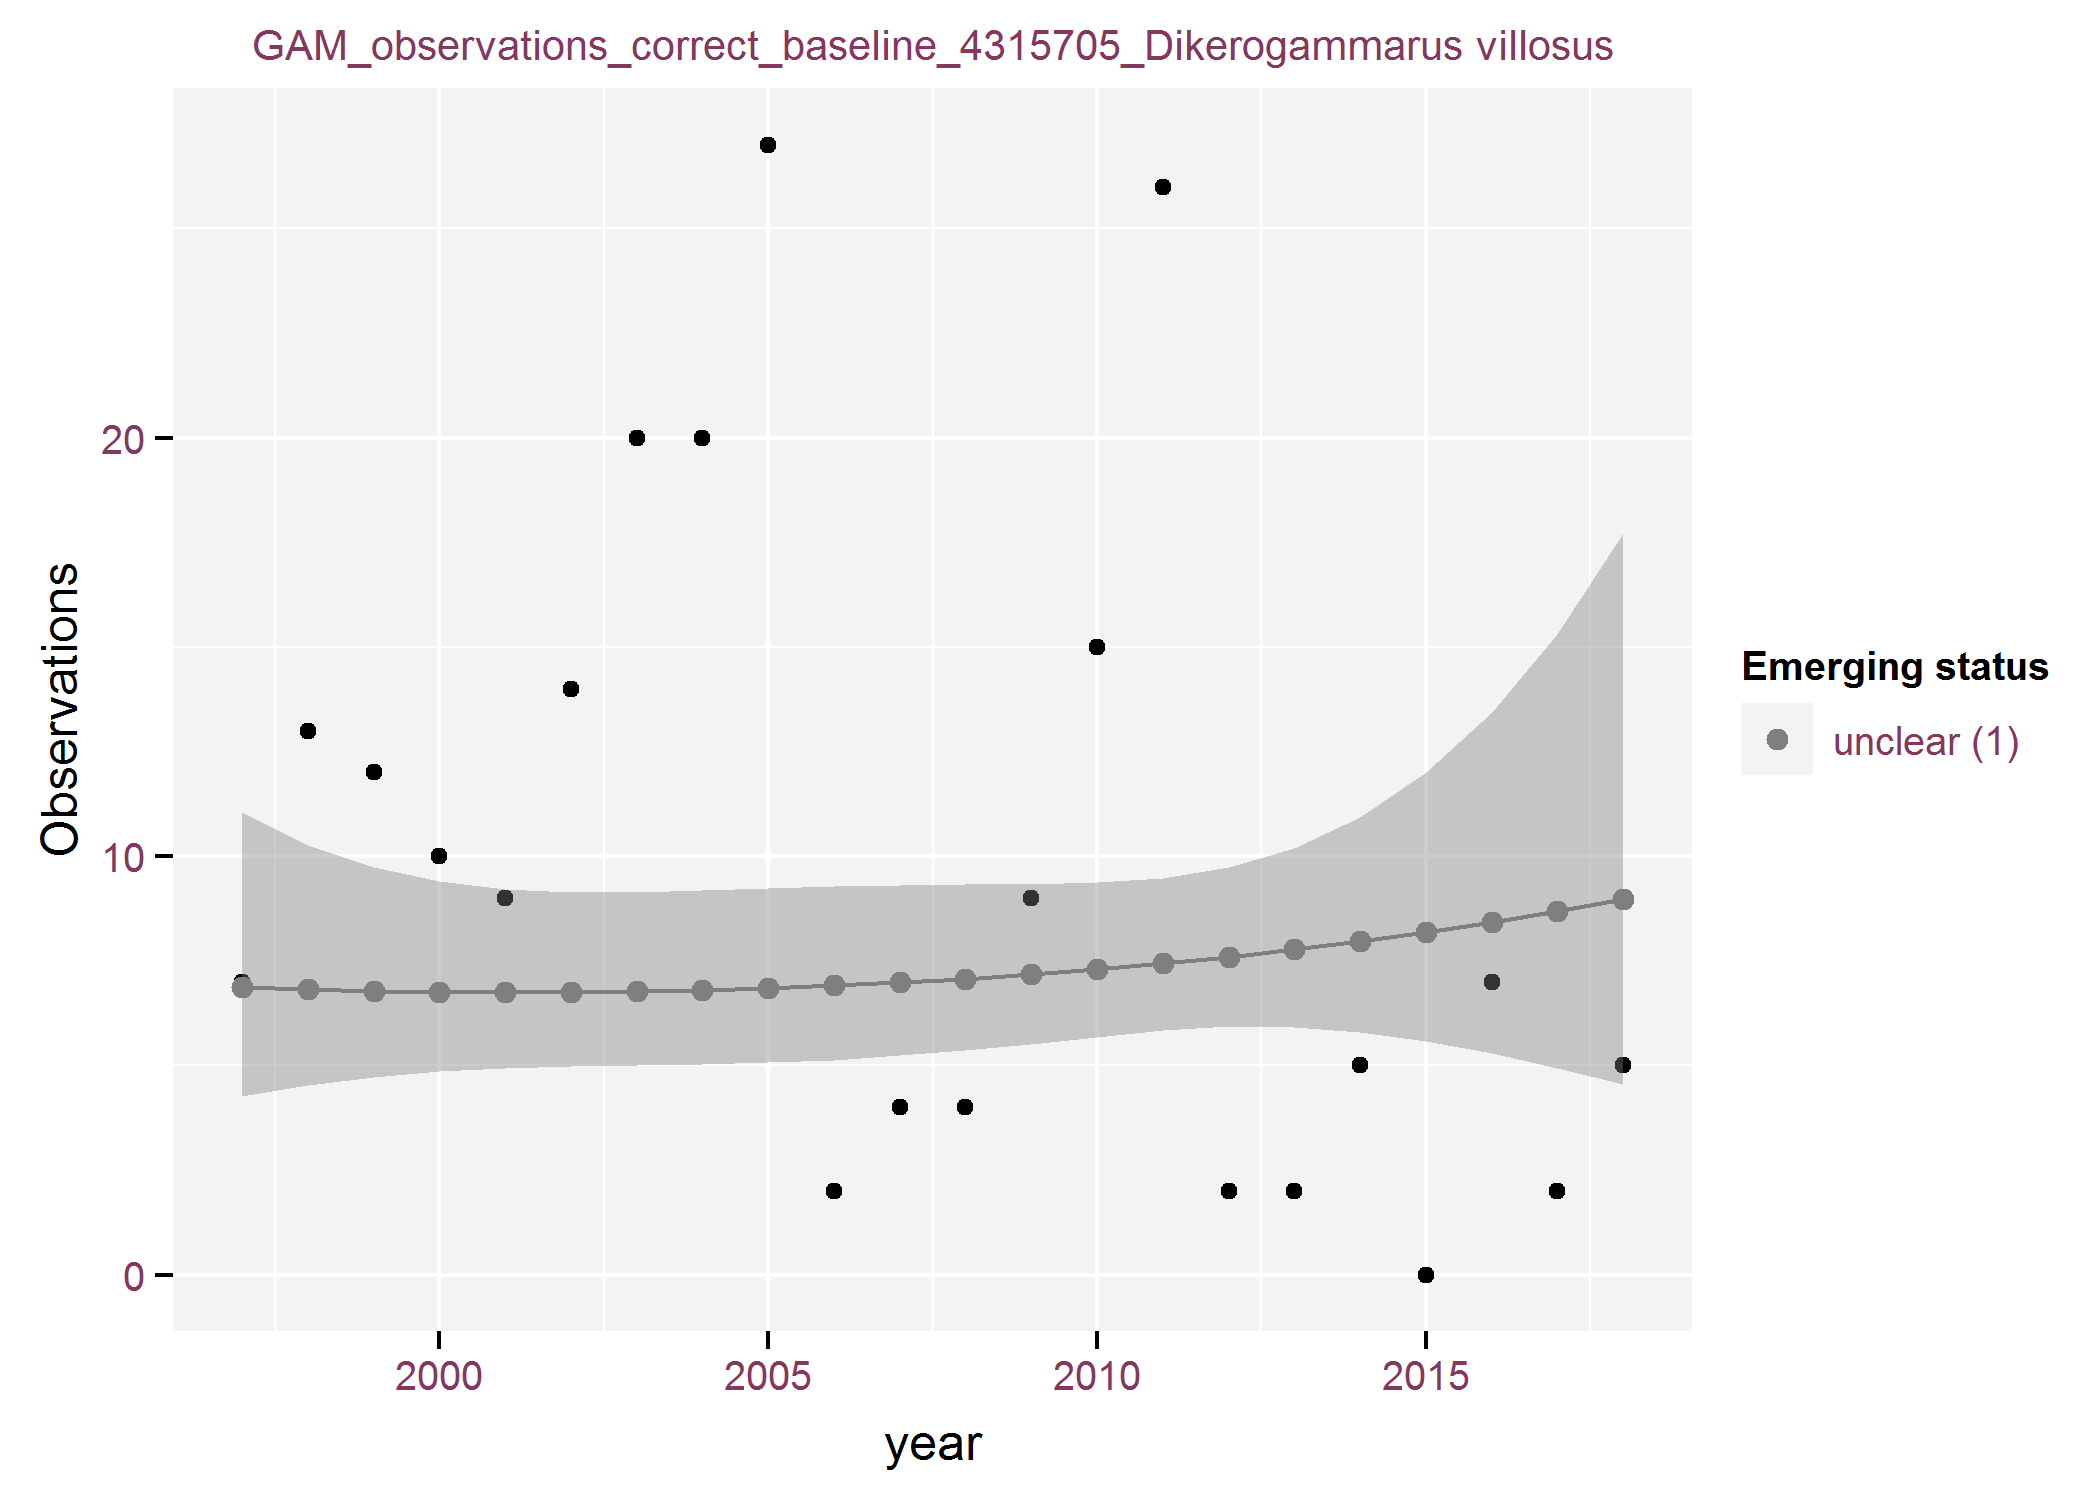 GAM_observations_correct_baseline_4315705_Dikerogammarus villosus
Observations
20
10
0
2000 2005 2010 2015
year
Emerging status
unclear (1)